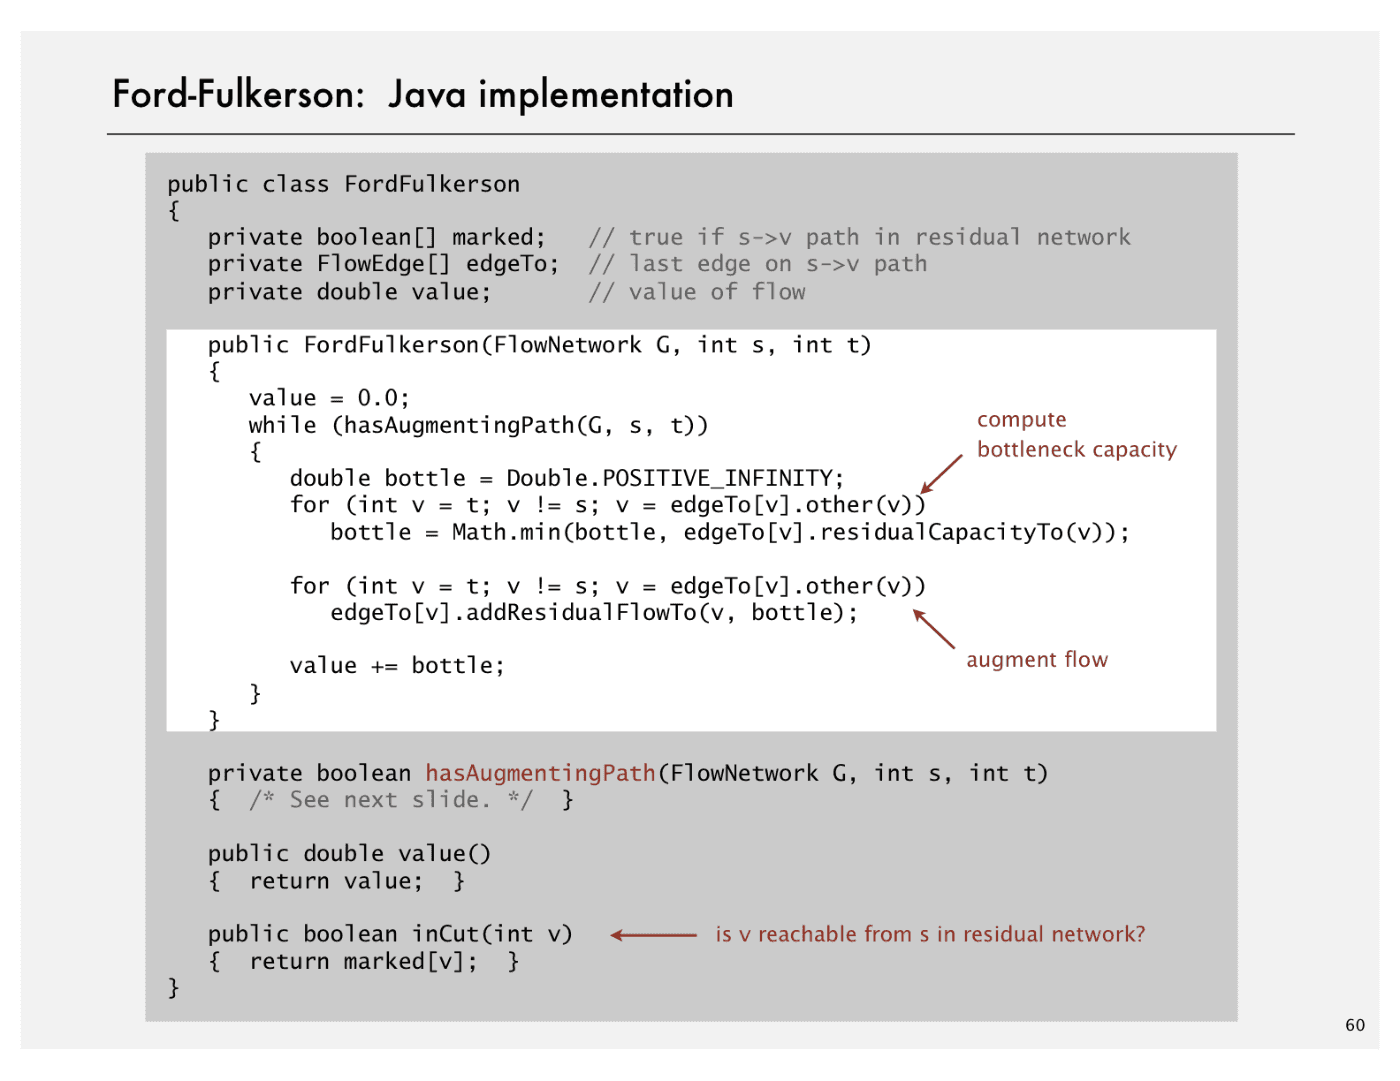 Ford-Fulkerson:  Java implementation
public class FordFulkerson
{
   private boolean[] marked;   // true if s->v path in residual network
   private FlowEdge[] edgeTo;  // last edge on s->v path
   private double value;       // value of flow
   public FordFulkerson(FlowNetwork G, int s, int t)
   {
      value = 0.0;
      while (hasAugmentingPath(G, s, t))
      {
         double bottle = Double.POSITIVE_INFINITY;
         for (int v = t; v != s; v = edgeTo[v].other(v))
            bottle = Math.min(bottle, edgeTo[v].residualCapacityTo(v));
compute
bottleneck capacity
         for (int v = t; v != s; v = edgeTo[v].other(v))
            edgeTo[v].addResidualFlowTo(v, bottle);
augment flow
         value += bottle;
      }
   }
   private boolean hasAugmentingPath(FlowNetwork G, int s, int t)
   {  /* See next slide. */  }
   public double value()
   {  return value;  }
   public boolean inCut(int v)
is v reachable from s in residual network?
   {  return marked[v];  }
}
60